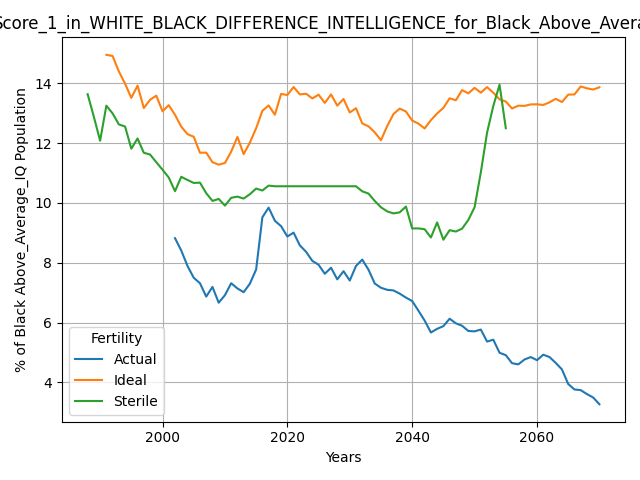 Score_1_in_WHITE_BLACK_DIFFERENCE_INTELLIGENCE_for_Black_Above_Avera
% of Black Above_Average_IQ Population
14
12
10
8
6
4
Fertility
Actual
Ideal
Sterile
2000 2020 2040 2060
Years